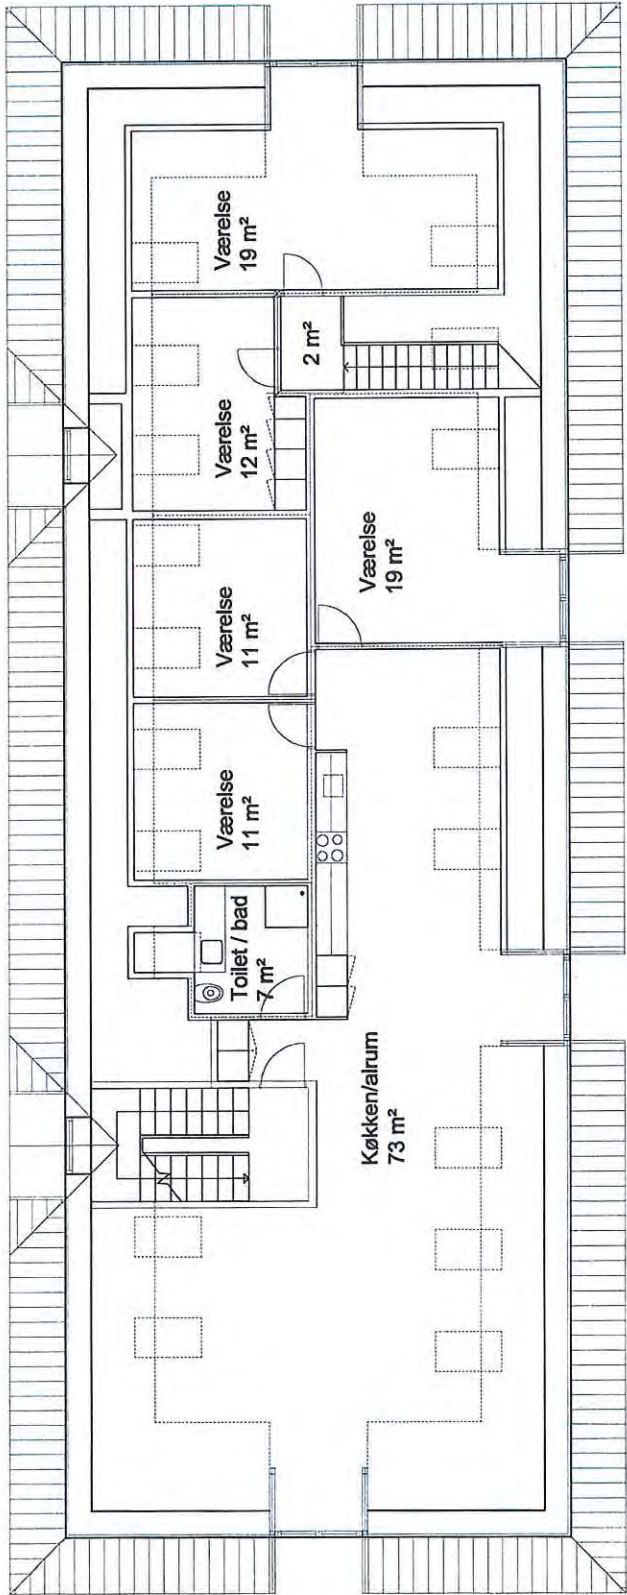 Køkken/alrum
73 m²
Toilet / bad
7 m²
Værelse
11 m²
Værelse
11 m²
Værelse
12 m²
Værelse
19 m²
2 m²
Værelse
19 m²